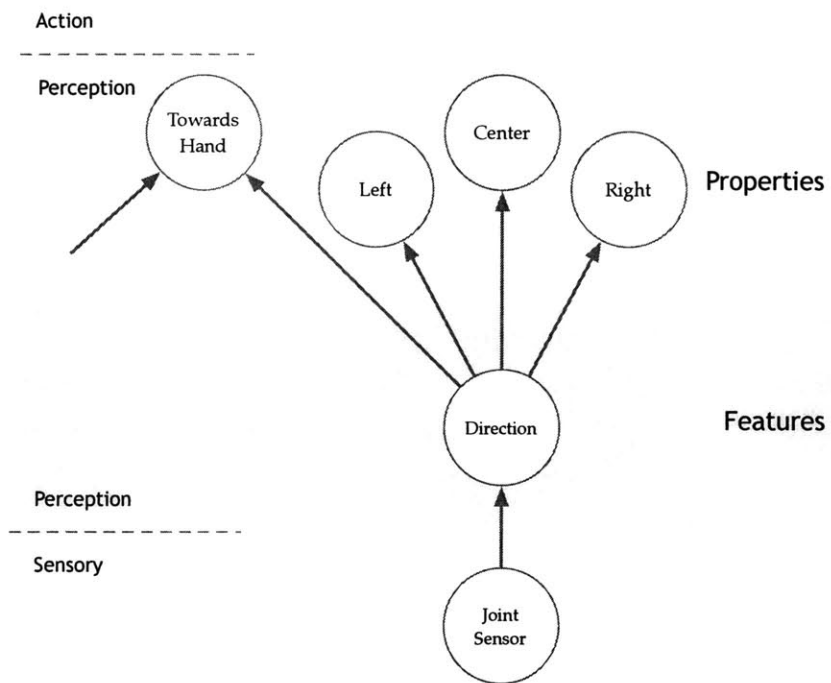 Action
Perception
Towards
Hand
Left
Center
Right
Properties
Direction
Features
Perception
Sensory
Joint
Sensor